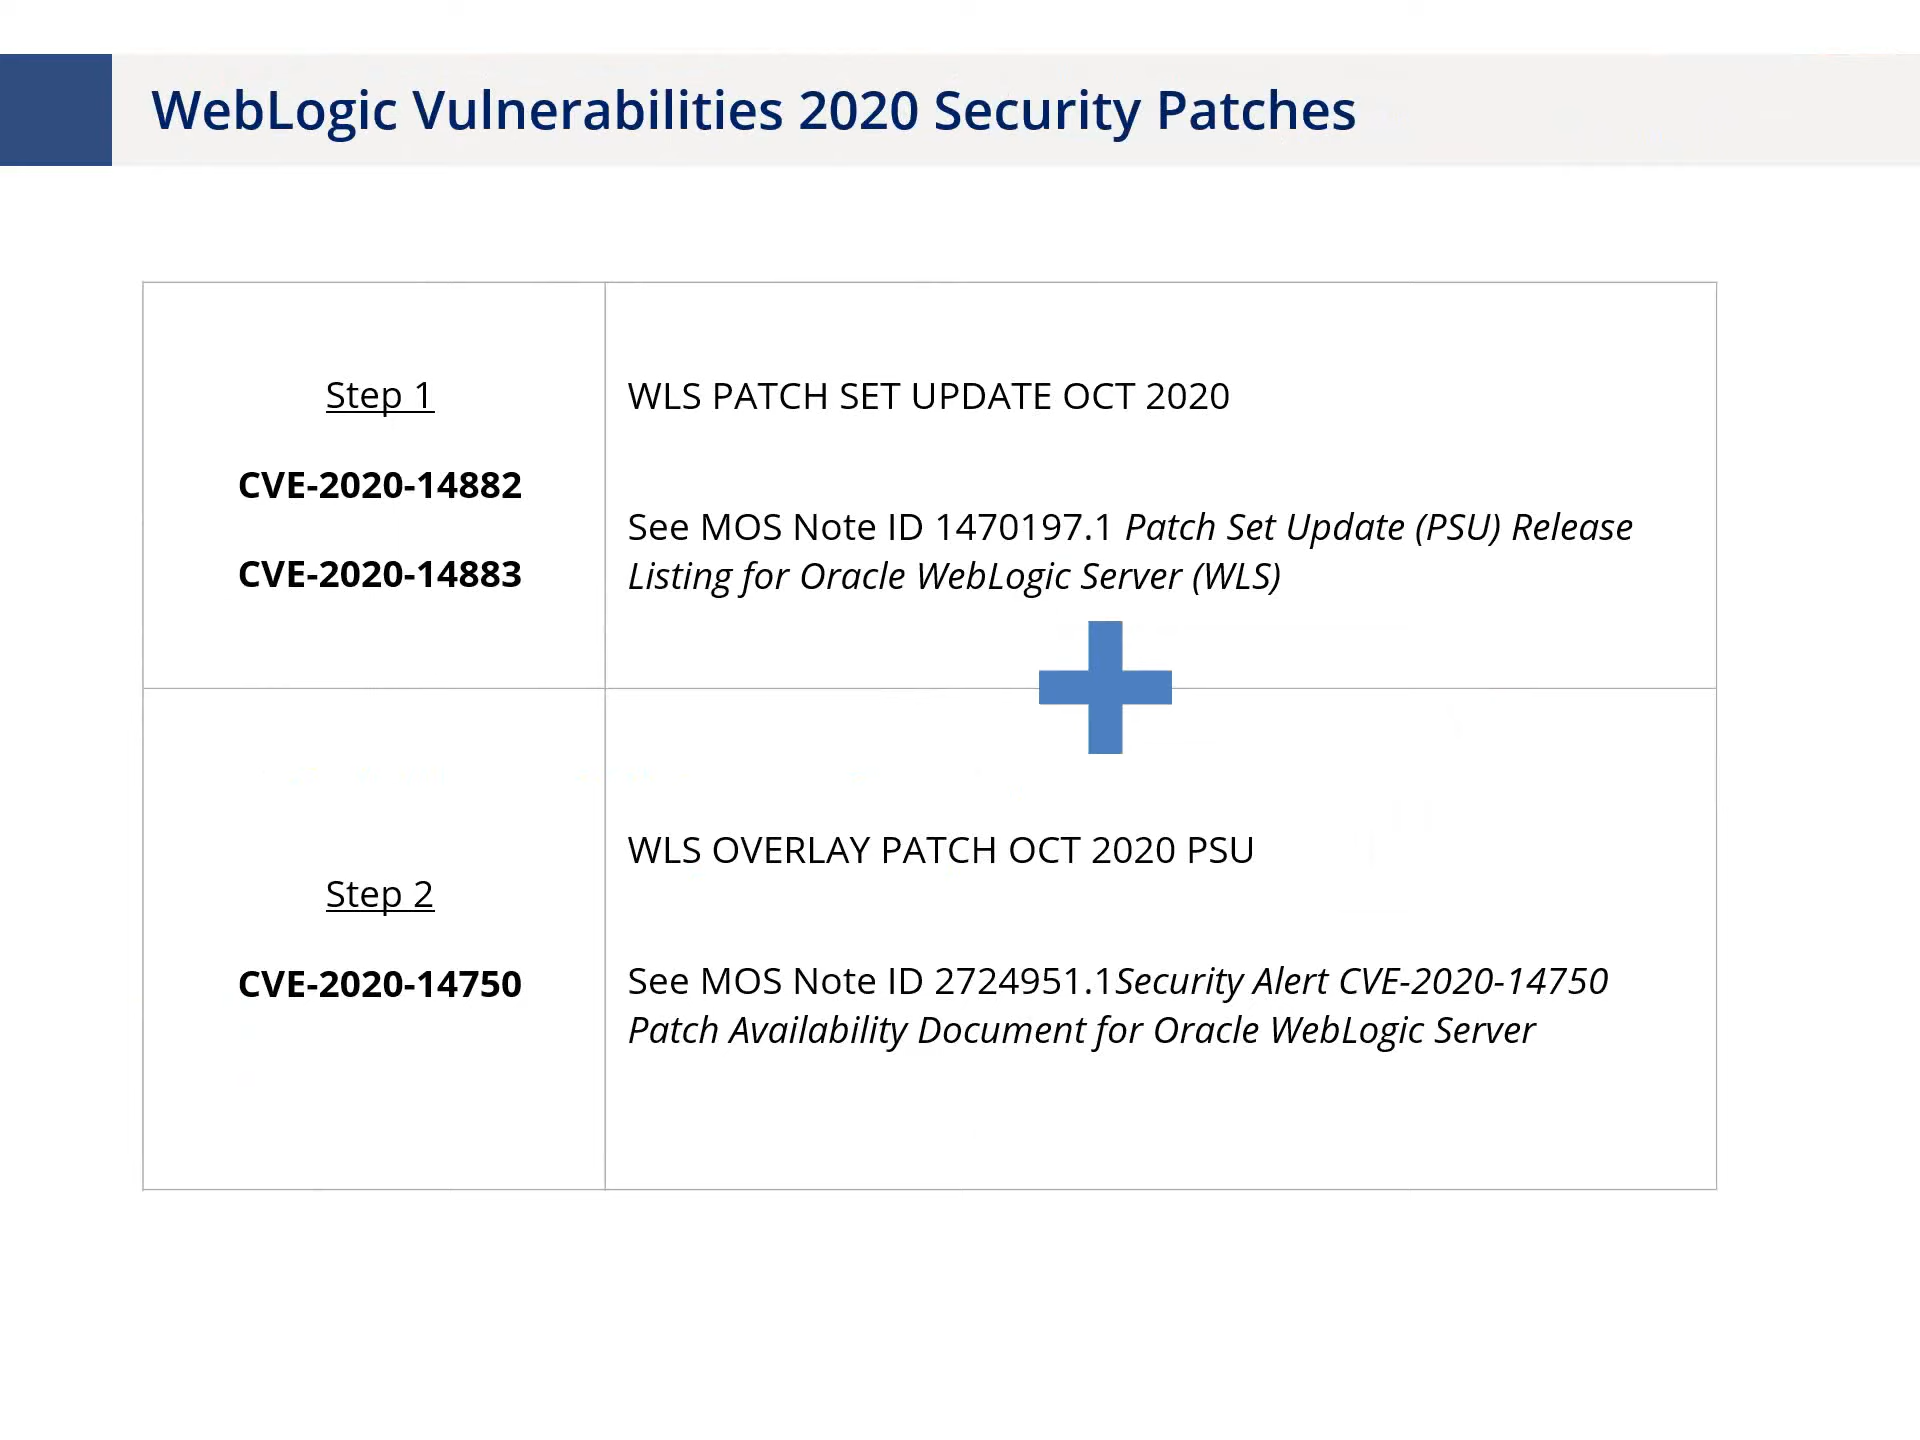 WebLogic Vulnerabilities 2020 Security Patches
Step 1
CVE-2020-14882
CVE-2020-14883
WLS PATCH SET UPDATE OCT 2020
See MOS Note ID 1470197.1 Patch Set Update (PSU) Release
Listing for Oracle WebLogic Server (WLS)
Step 2
CVE-2020-14750
WLS OVERLAY PATCH OCT 2020 PSU
See MOS Note ID 2724951.1Security Alert CVE-2020-14750
Patch Availability Document for Oracle WebLogic Server